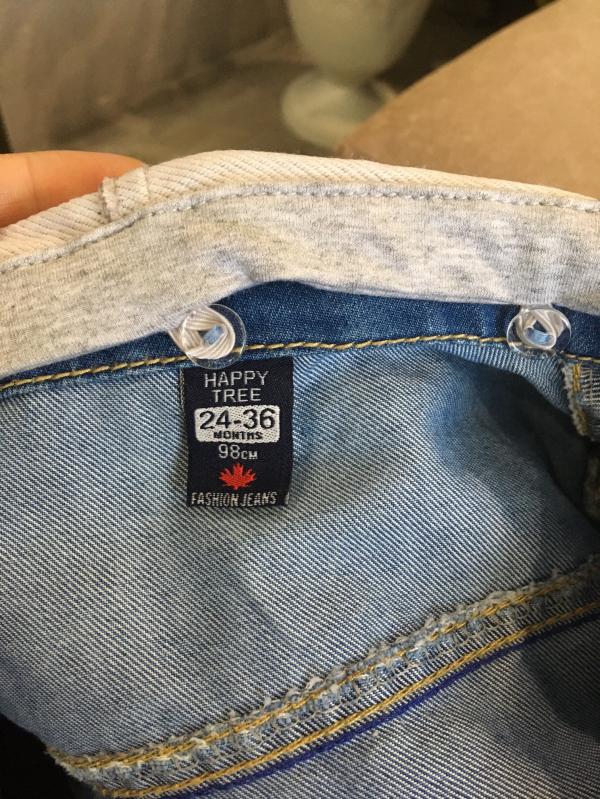 HAPPY
TREE
24-36
MONTHS
98CM
FASHION JEANS